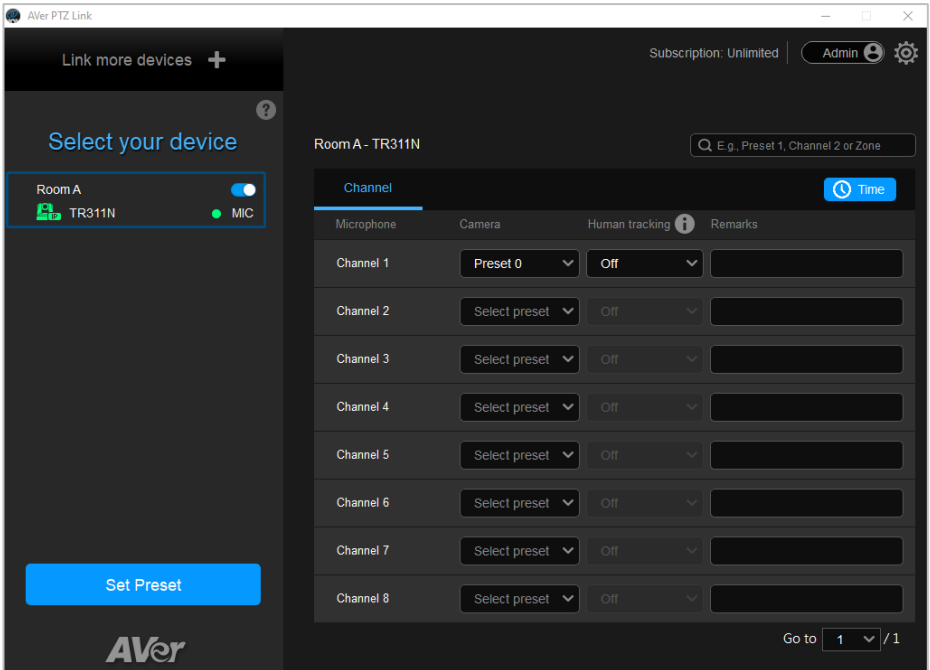 AVer PTZ Link
Link more devices
Subscription: Unlimited
Admin
?
Select your device
Room A - TR311N
E.g., Preset 1, Channel 2 or Zone
Room A
IP TR311N MIC
Channel
Time
Microphone Camera Human tracking i Remarks
Channel 1 Preset 0 Off
Channel 2 Select preset Off
Channel 3 Select preset Off
Channel 4 Select preset Off
Channel 5 Select preset Off
Channel 6 Select preset Off
Channel 7 Select preset Off
Channel 8 Select preset Off
Set Preset
Go to 1 / 1
AVer